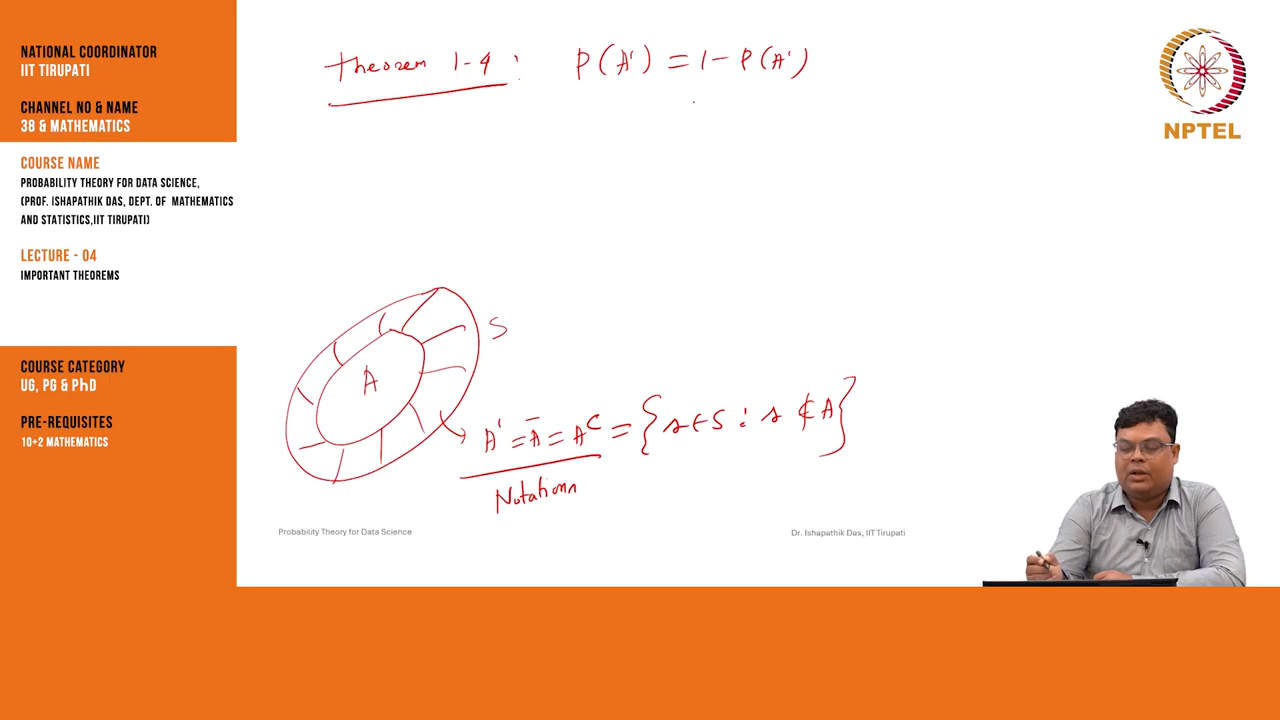 NATIONAL COORDINATOR
IIT TIRUPATI
CHANNEL NO & NAME
38 & MATHEMATICS
COURSE NAME
PROBABILITY THEORY FOR DATA SCIENCE,
(PROF. ISHAPATHIK DAS, DEPT. OF MATHEMATICS
AND STATISTICS,IIT TIRUPATI)
LECTURE - 04
IMPORTANT THEOREMS
COURSE CATEGORY
UG, PG & PhD
PRE-REQUISITES
10+2 MATHEMATICS
Theorem 1-4 : P(A') = 1 - P(A')
S
A
A' = Ā = Aᶜ = {s ∈ S : s ∉ A}
Notation
Probability Theory for Data Science
Dr. Ishapathik Das, IIT Tirupati
NPTEL